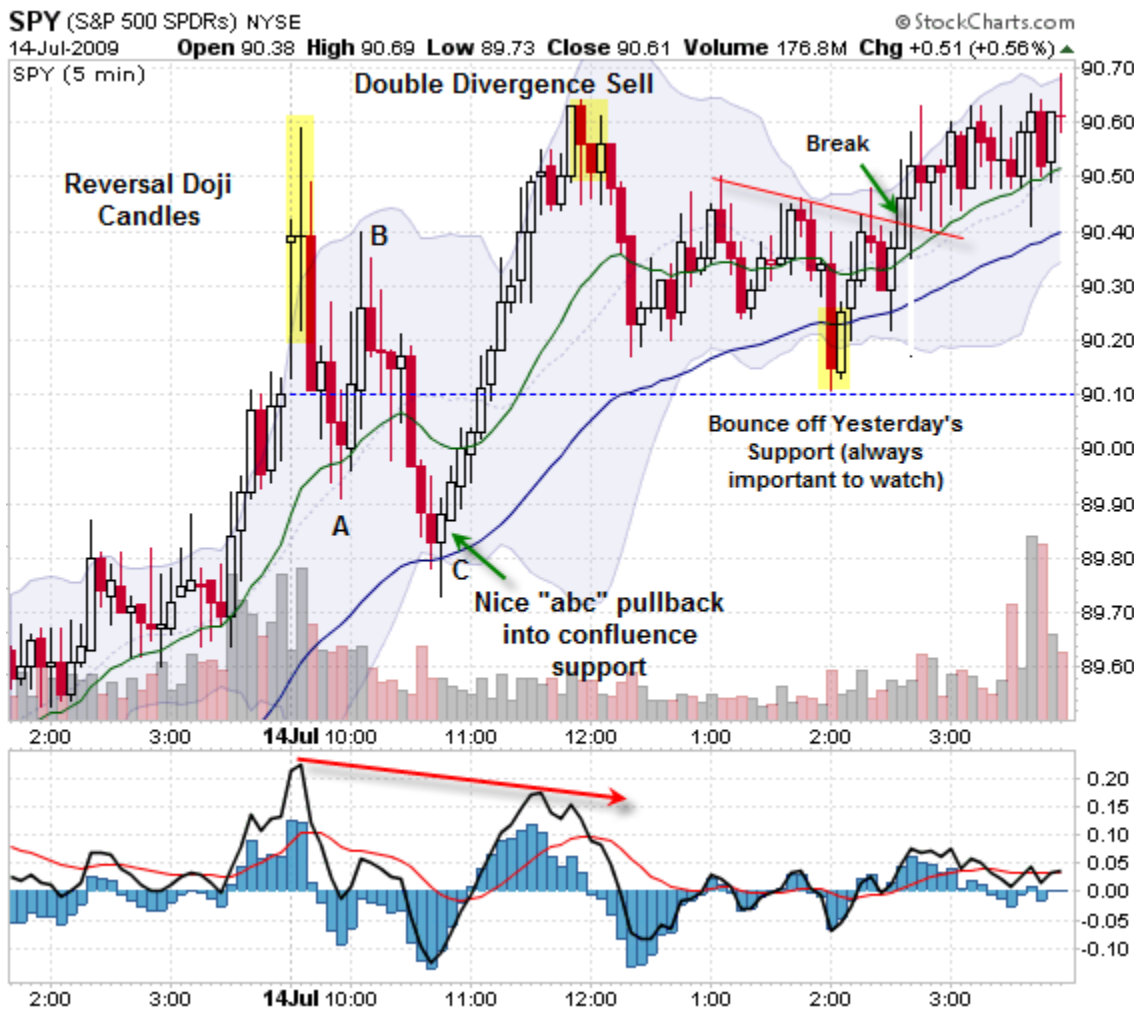 SPY (S&P 500 SPDRs) NYSE
© StockCharts.com
14-Jul-2009 Open 90.38 High 90.69 Low 89.73 Close 90.61 Volume 176.8M Chg +0.51 (+0.56%)
SPY (5 min)
Double Divergence Sell
Reversal Doji
Candles
Break
B
A
C
Bounce off Yesterday's
Support (always
important to watch)
Nice "abc" pullback
into confluence
support
90.70
90.60
90.50
90.40
90.30
90.20
90.10
90.00
89.90
89.80
89.70
89.60
2:00 3:00 14Jul 10:00 11:00 12:00 1:00 2:00 3:00
0.20
0.15
0.10
0.05
0.00
-0.05
-0.10
2:00 3:00 14Jul 10:00 11:00 12:00 1:00 2:00 3:00